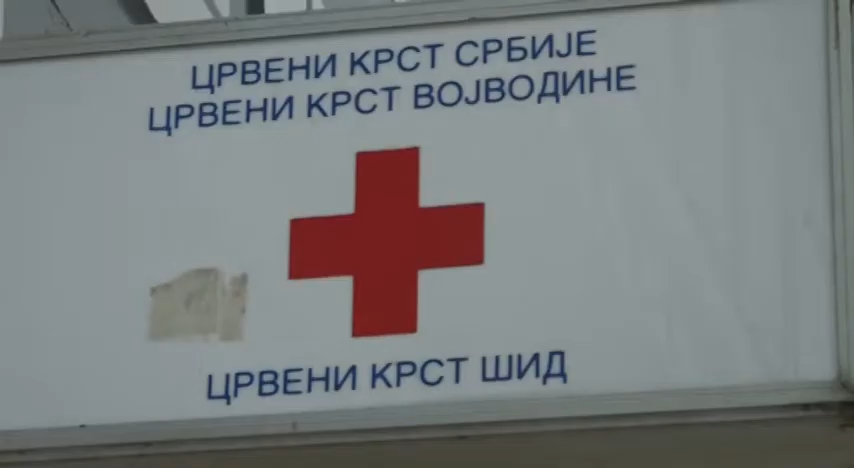 ЦРВЕНИ КРСТ СРБИЈЕ
ЦРВЕНИ КРСТ ВОЈВОДИНЕ
ЦРВЕНИ КРСТ ШИД